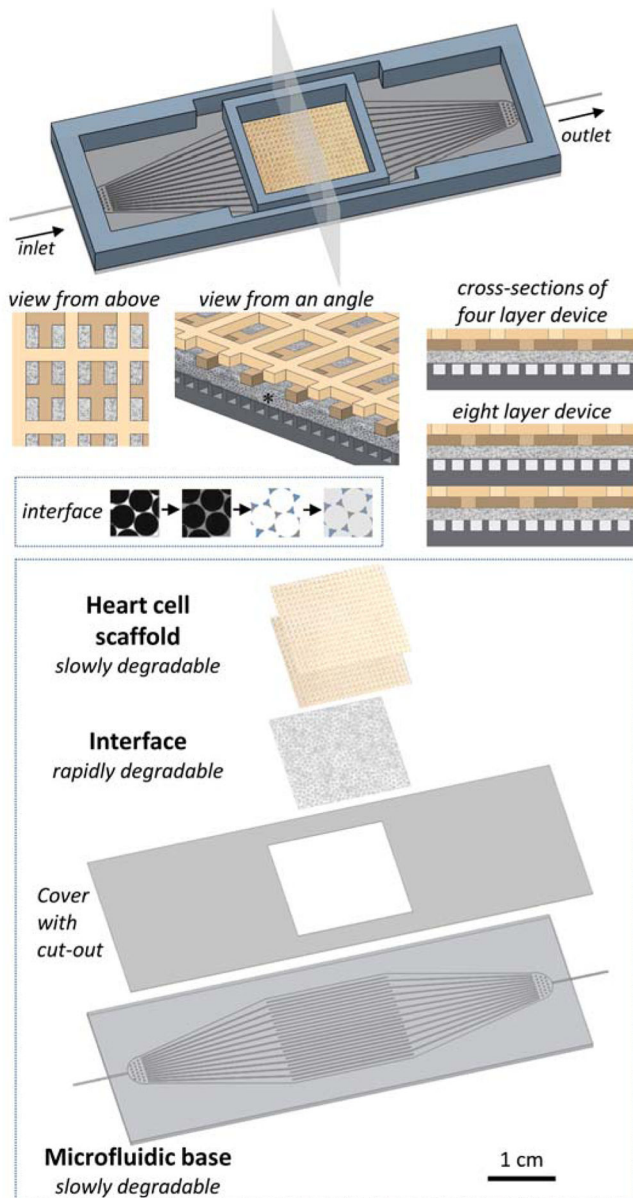 outlet
inlet
view from above
view from an angle
*
cross-sections of
four layer device
eight layer device
interface
Heart cell
scaffold
slowly degradable
Interface
rapidly degradable
Cover
with
cut-out
Microfluidic base
slowly degradable
1 cm